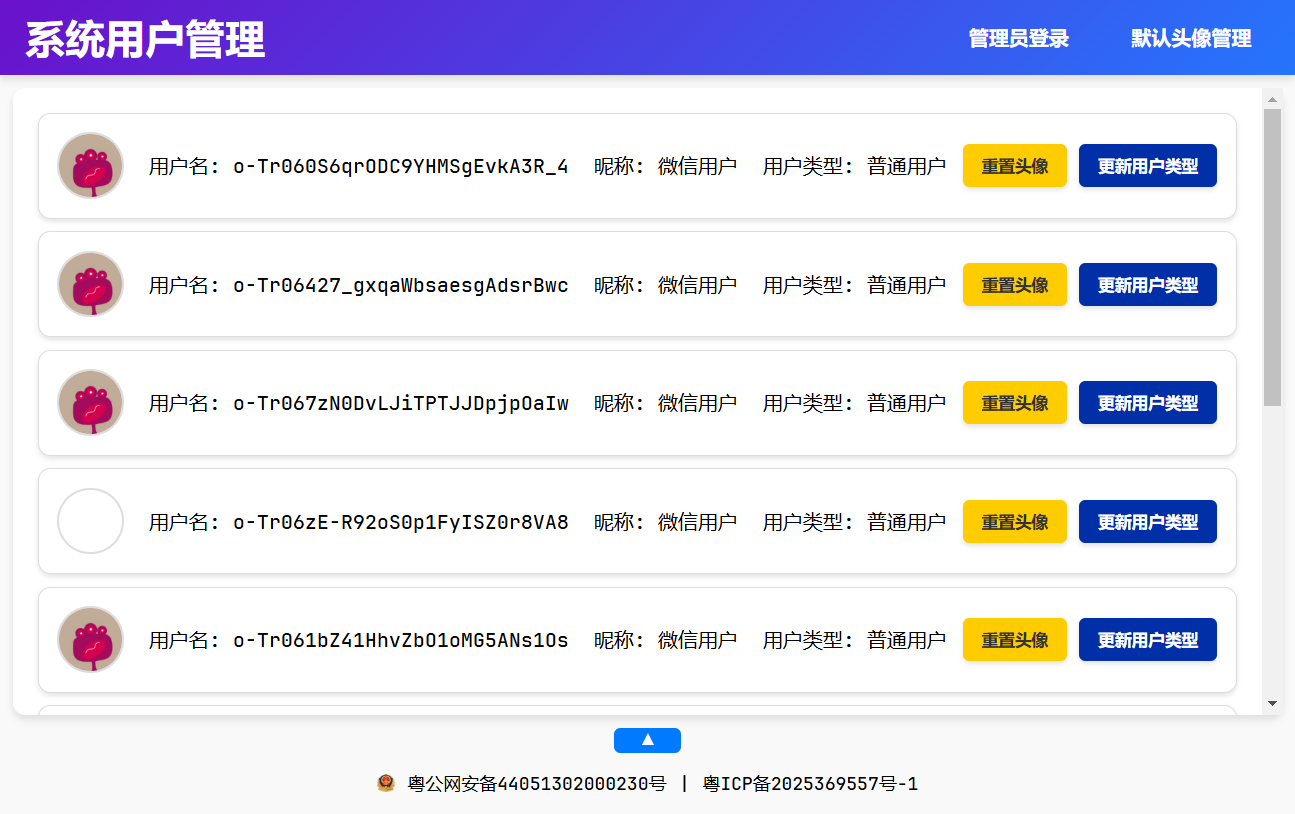 系统用户管理 管理员登录 默认头像管理
用户名: o-Tr060S6qrODC9YHMSgEvkA3R_4 昵称: 微信用户 用户类型: 普通用户 重置头像 更新用户类型
用户名: o-Tr06427_gxqaWbsaesgAdsrBwc 昵称: 微信用户 用户类型: 普通用户 重置头像 更新用户类型
用户名: o-Tr067zN0DvLJiTPTJJDpjpOaIw 昵称: 微信用户 用户类型: 普通用户 重置头像 更新用户类型
用户名: o-Tr06zE-R92oS0p1FyISZ0r8VA8 昵称: 微信用户 用户类型: 普通用户 重置头像 更新用户类型
用户名: o-Tr061bZ41HhvZbO1oMG5ANs1Os 昵称: 微信用户 用户类型: 普通用户 重置头像 更新用户类型
▲
粤公网安备44051302000230号 | 粤ICP备2025369557号-1